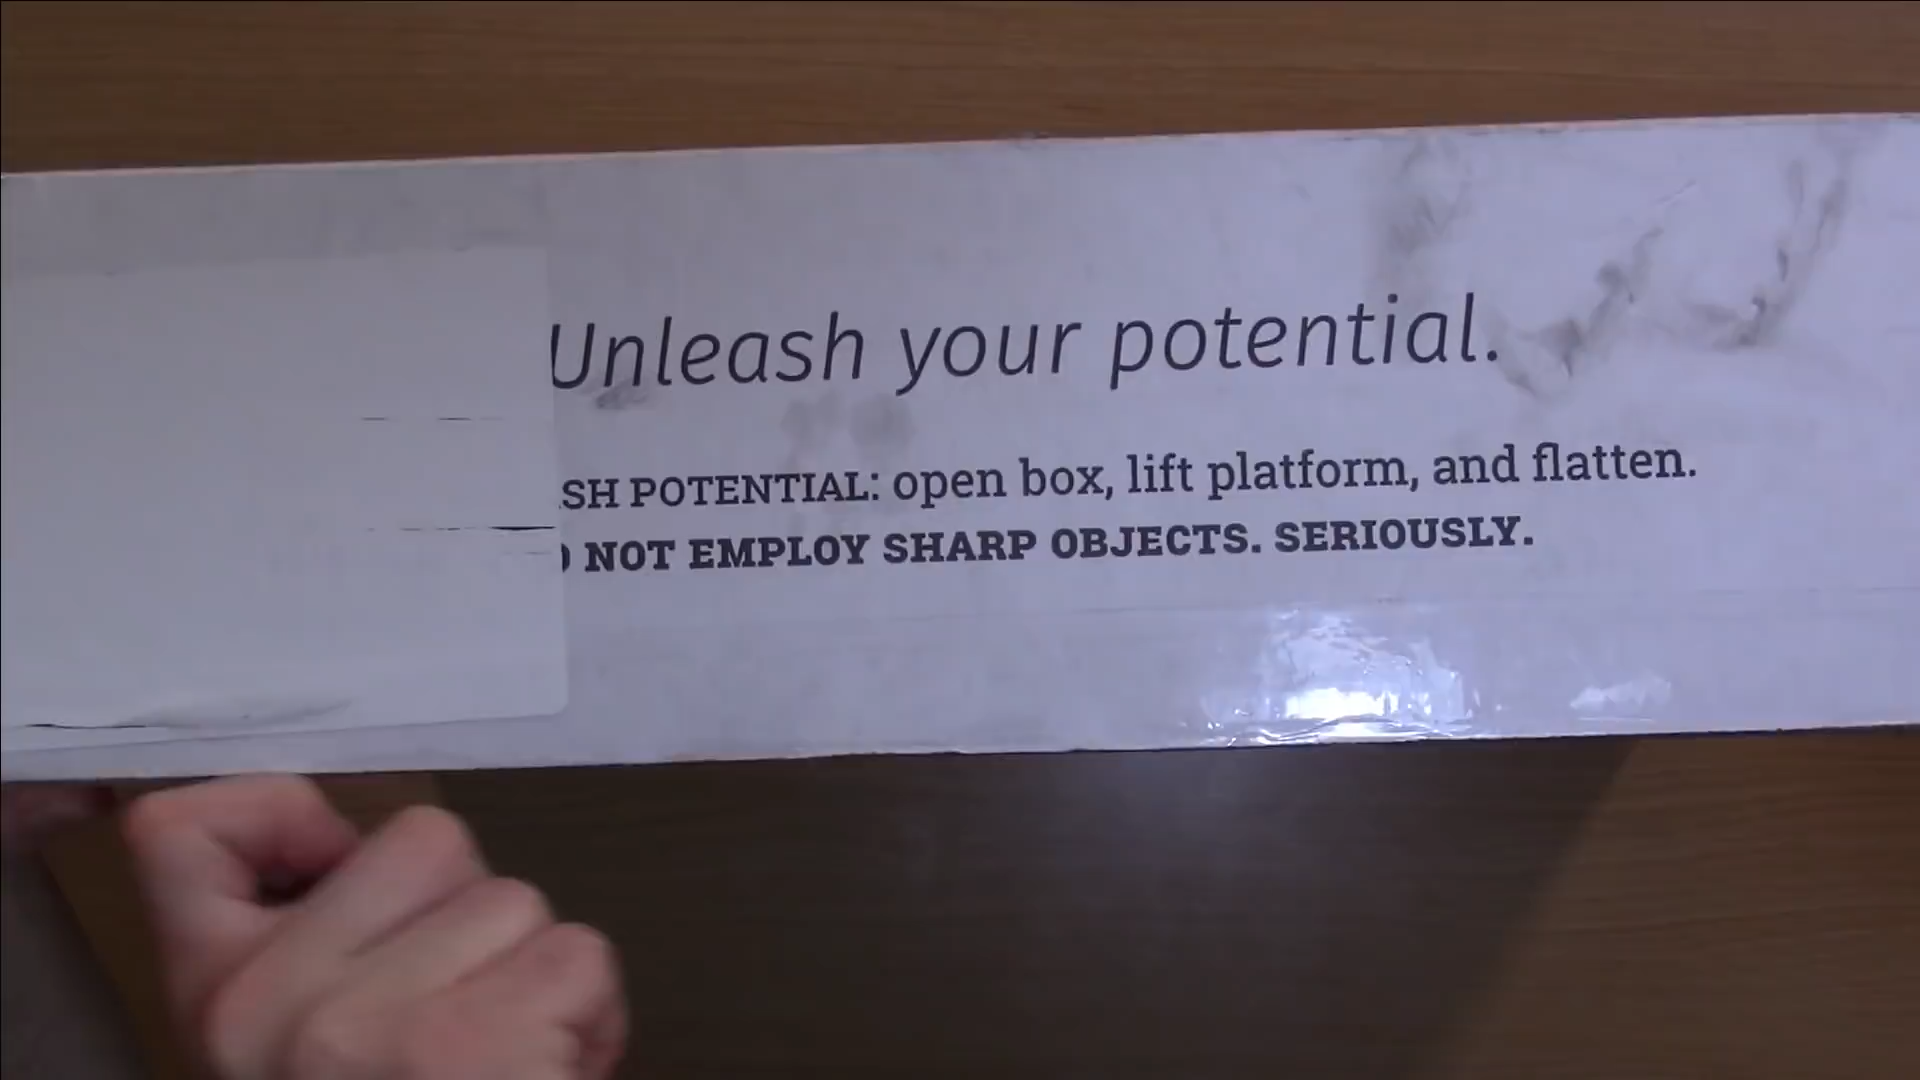 Unleash your potential.
SH POTENTIAL: open box, lift platform, and flatten.
NOT EMPLOY SHARP OBJECTS. SERIOUSLY.